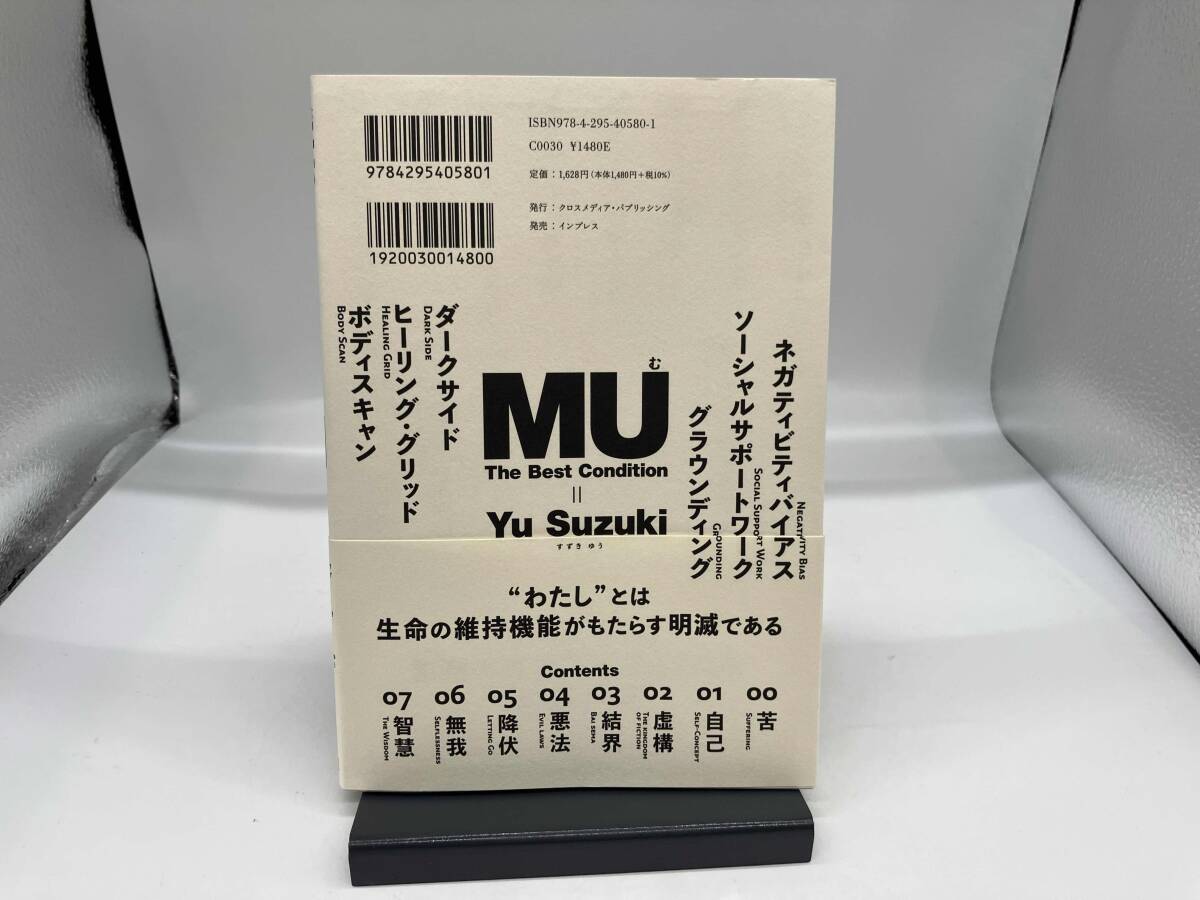 ISBN978-4-295-40580-1
C0030 ¥1480E
9784295405801
定価：1,628円（本体1,480円＋税10%）
発行：クロスメディア・パブリッシング
発売：インプレス
1920030014800
ネガティビティバイアス
NEGATIVITY BIAS
ソーシャルサポートワーク
SOCIAL SUPPORT WORK
グラウンディング
GROUNDING
む
MU
The Best Condition
=
Yu Suzuki
すずき ゆう
ダークサイド
DARK SIDE
ヒーリング・グリッド
HEALING GRID
ボディスキャン
BODY SCAN
“わたし”とは
生命の維持機能がもたらす明滅である
Contents
00 苦
SUFFERING
01 自己
SELF-CONCEPT
02 虚構
THE KINGDOM
OF FICTION
03 結界
BAI SEMA
04 悪法
EVIL LAWS
05 降伏
LETTING GO
06 無我
SELFLESSNESS
07 智慧
THE WISDOM